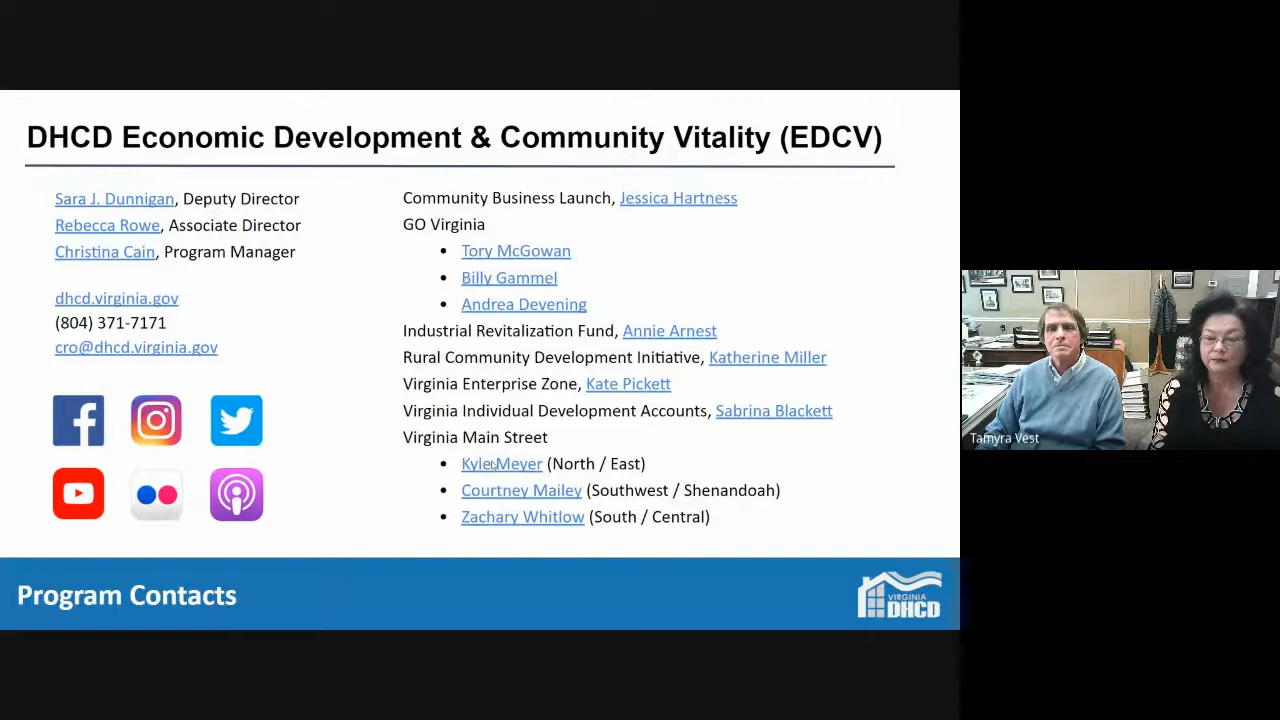 DHCD Economic Development & Community Vitality (EDCV)
Sara J. Dunnigan, Deputy Director
Rebecca Rowe, Associate Director
Christina Cain, Program Manager
dhcd.virginia.gov
(804) 371-7171
cro@dhcd.virginia.gov
Community Business Launch, Jessica Hartness
GO Virginia
• Tory McGowan
• Billy Gammel
• Andrea Devening
Industrial Revitalization Fund, Annie Arnest
Rural Community Development Initiative, Katherine Miller
Virginia Enterprise Zone, Kate Pickett
Virginia Individual Development Accounts, Sabrina Blackett
Virginia Main Street
• Kyle Meyer (North / East)
• Courtney Mailey (Southwest / Shenandoah)
• Zachary Whitlow (South / Central)
Program Contacts
VIRGINIA
DHCD
Tamyra Vest